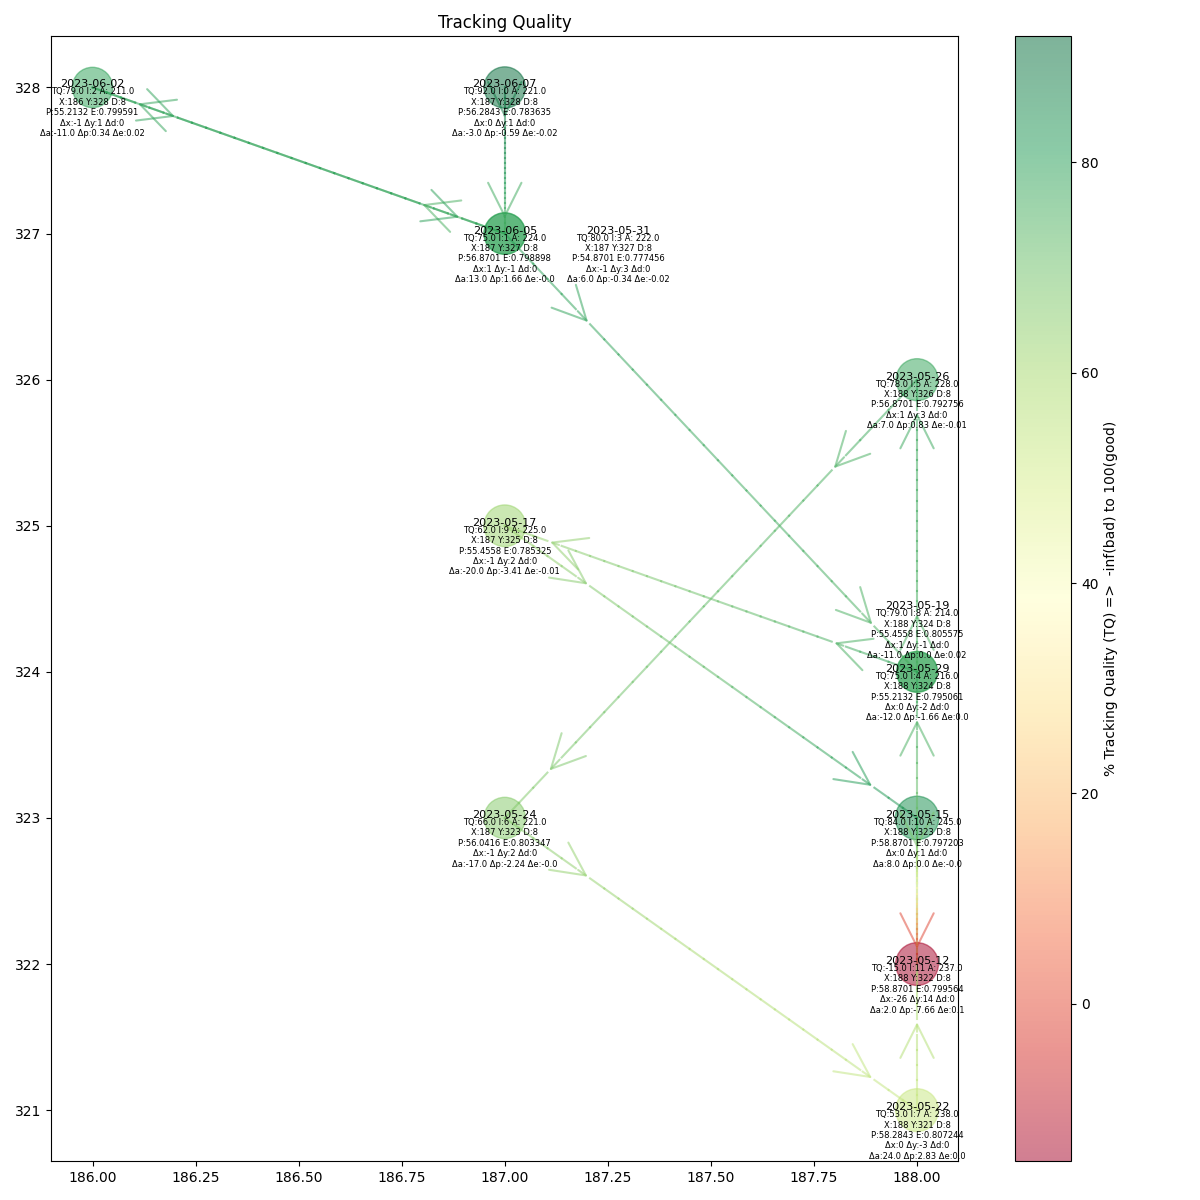 Tracking Quality
328
327
326
325
324
323
322
321
186.00 186.25 186.50 186.75 187.00 187.25 187.50 187.75 188.00
2023-06-02
TQ:79.0 I:2 A: 211.0
X:186 Y:328 D:8
P:55.2132 E:0.799591
Δx:-1 Δy:1 Δd:0
Δa:-11.0 Δp:0.34 Δe:0.02
2023-06-07
TQ:92.0 I:0 A: 221.0
X:187 Y:328 D:8
P:56.2843 E:0.783635
Δx:0 Δy:1 Δd:0
Δa:-3.0 Δp:-0.59 Δe:-0.02
2023-06-05
TQ:75.0 I:1 A: 224.0
X:187 Y:327 D:8
P:56.8701 E:0.798898
Δx:1 Δy:-1 Δd:0
Δa:13.0 Δp:1.66 Δe:-0.0
2023-05-31
TQ:80.0 I:3 A: 222.0
X:187 Y:327 D:8
P:54.8701 E:0.777456
Δx:-1 Δy:3 Δd:0
Δa:6.0 Δp:-0.34 Δe:-0.02
2023-05-26
TQ:78.0 I:5 A: 228.0
X:188 Y:326 D:8
P:56.8701 E:0.792756
Δx:1 Δy:3 Δd:0
Δa:7.0 Δp:0.83 Δe:-0.01
2023-05-17
TQ:62.0 I:9 A: 225.0
X:187 Y:325 D:8
P:55.4558 E:0.785325
Δx:-1 Δy:2 Δd:0
Δa:-20.0 Δp:-3.41 Δe:-0.01
2023-05-19
TQ:79.0 I:8 A: 214.0
X:188 Y:324 D:8
P:55.4558 E:0.805575
Δx:1 Δy:-1 Δd:0
Δa:-11.0 Δp:0.0 Δe:0.02
2023-05-29
TQ:75.0 I:4 A: 216.0
X:188 Y:324 D:8
P:55.2132 E:0.795061
Δx:0 Δy:-2 Δd:0
Δa:-12.0 Δp:-1.66 Δe:0.0
2023-05-24
TQ:66.0 I:6 A: 221.0
X:187 Y:323 D:8
P:56.0416 E:0.803347
Δx:-1 Δy:2 Δd:0
Δa:-17.0 Δp:-2.24 Δe:-0.0
2023-05-15
TQ:84.0 I:10 A: 245.0
X:188 Y:323 D:8
P:58.8701 E:0.797203
Δx:0 Δy:1 Δd:0
Δa:8.0 Δp:0.0 Δe:-0.0
2023-05-12
TQ:-15.0 I:11 A: 237.0
X:188 Y:322 D:8
P:58.8701 E:0.799564
Δx:-26 Δy:14 Δd:0
Δa:2.0 Δp:-7.66 Δe:0.1
2023-05-22
TQ:53.0 I:7 A: 238.0
X:188 Y:321 D:8
P:58.2843 E:0.807244
Δx:0 Δy:-3 Δd:0
Δa:24.0 Δp:2.83 Δe:0.0
80
60
40
20
0
% Tracking Quality (TQ) => -inf(bad) to 100(good)